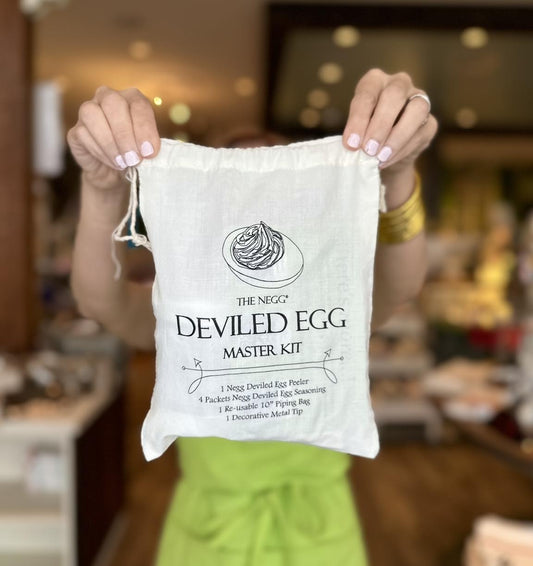 THE NEGG®
DEVILED EGG
MASTER KIT
1 Negg Deviled Egg Peeler
4 Packets Negg Deviled Egg Seasoning
1 Re-usable 10" Piping Bag
1 Decorative Metal Tip